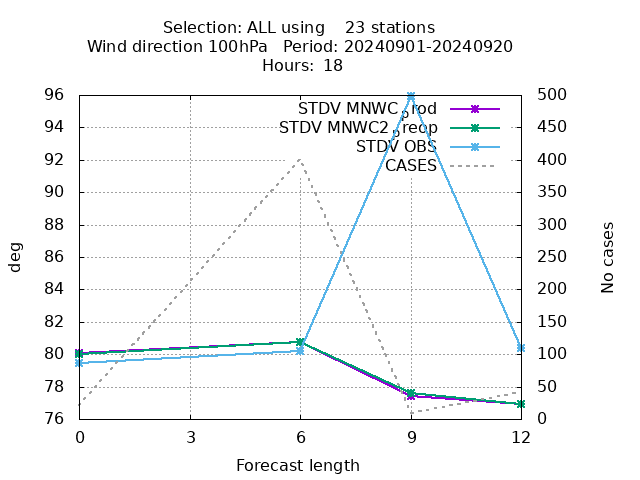 Selection: ALL using    23 stations
Wind direction 100hPa   Period: 20240901-20240920
Hours: 18
96
94
92
90
88
86
84
82
80
78
76
500
450
400
350
300
250
200
150
100
50
0
STDV MNWC_prod
STDV MNWC2_preop
STDV OBS
CASES
deg
No cases
0
3
6
9
12
Forecast length